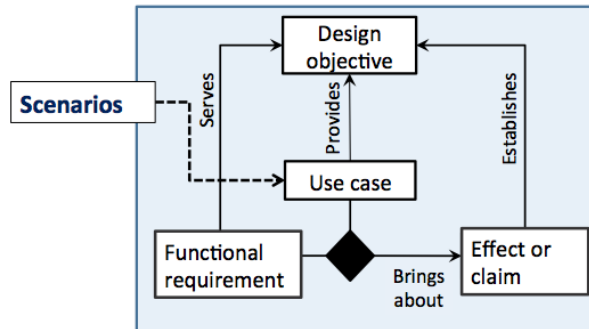 Design
objective
Scenarios
Serves
Provides
Establishes
Use case
Functional
requirement
Effect or
claim
Brings
about